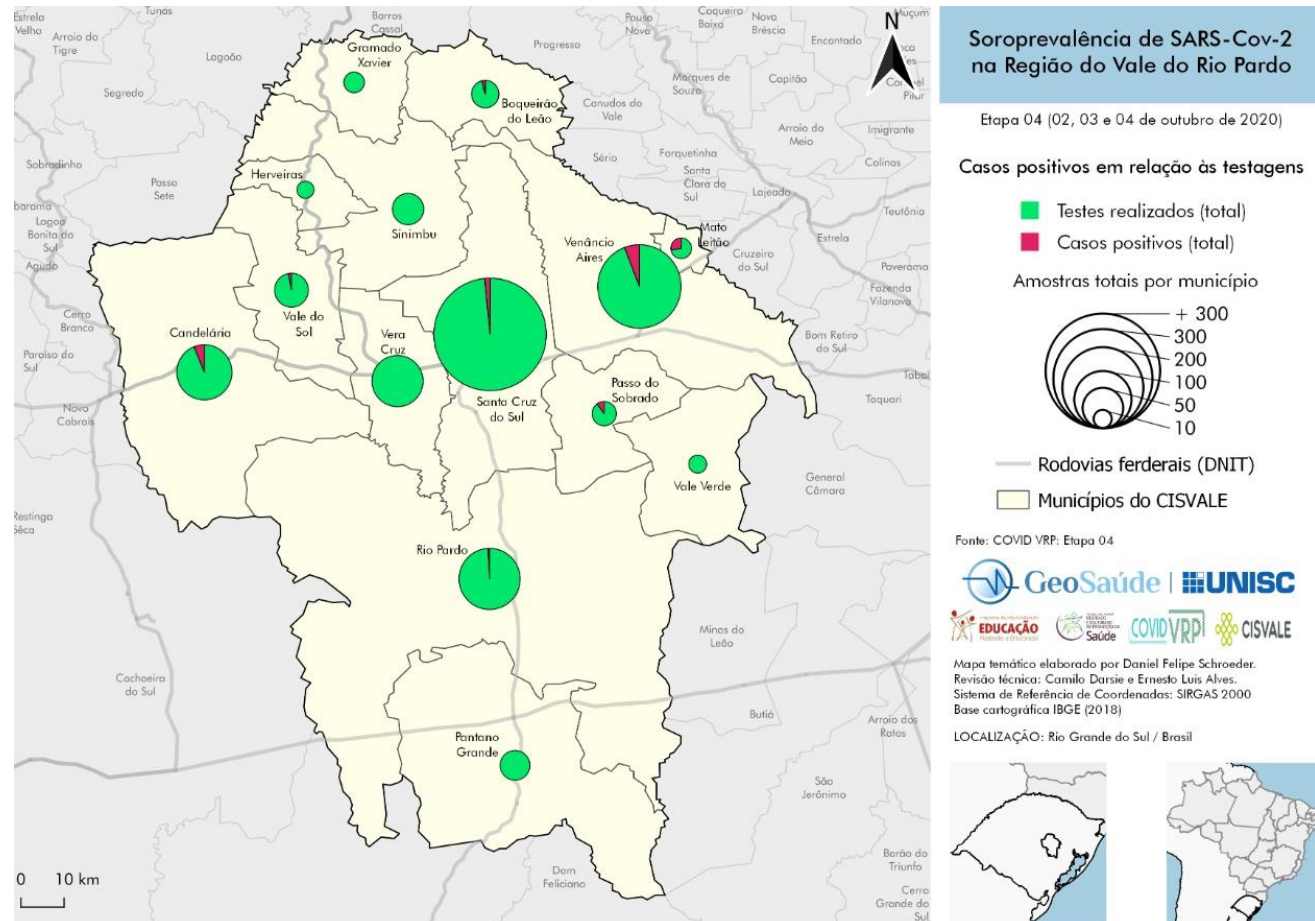 Estrela
Velha
Tunas
Arroio do
Tigre
Lagoão
Segredo
Sobradinho
Passa
Sete
Lagoa
Bonita do
Sul
Agudo
Cerro
Branco
Paraíso do
Sul
Novo
Cabrais
Restinga
Sêca
Cachoeira
do Sul
Barros
Cassal
Gramado
Xavier
Progresso
Boqueirão
do Leão
Pouso
Novo
Coqueiro
Baixo
Nova
Bréscia
Muçum
Encantado
Marques de
Souza
Capitão
Canudos do
Vale
Arroio do
Meio
Imigrante
Colinas
Forquetinha
Sério
Santa
Clara do
Sul
Lajeado
Teutônia
Estrela
Cruzeiro
do Sul
Paverama
Fazenda
Vilanova
Bom Retiro
do Sul
Taquari
General
Câmara
Herveiras
Sinimbu
Mato
Leitão
Venâncio
Aires
Vale do
Sol
Candelária
Vera
Cruz
Santa Cruz
do Sul
Passo do
Sobrado
Vale Verde
Rio Pardo
Pantano
Grande
Minas do
Leão
Butiá
Arroio dos
Ratos
São
Jerônimo
Barão do
Triunfo
Dom
Feliciano
Cerro
Grande do
Sul
N
0 10 km
Soroprevalência de SARS-Cov-2
na Região do Vale do Rio Pardo
Etapa 04 (02, 03 e 04 de outubro de 2020)
Casos positivos em relação às testagens
Testes realizados (total)
Casos positivos (total)
Amostras totais por município
+ 300
300
200
100
50
10
Rodovias ferderais (DNIT)
Municípios do CISVALE
Fonte: COVID VRP: Etapa 04
GeoSaúde | UNISC
EDUCAÇÃO
Saúde
COVID VRP
CISVALE
Mapa temático elaborado por Daniel Felipe Schroeder.
Revisão técnica: Camilo Darsie e Ernesto Luis Alves.
Sistema de Referência de Coordenadas: SIRGAS 2000
Base cartográfica IBGE (2018)
LOCALIZAÇÃO: Rio Grande do Sul / Brasil